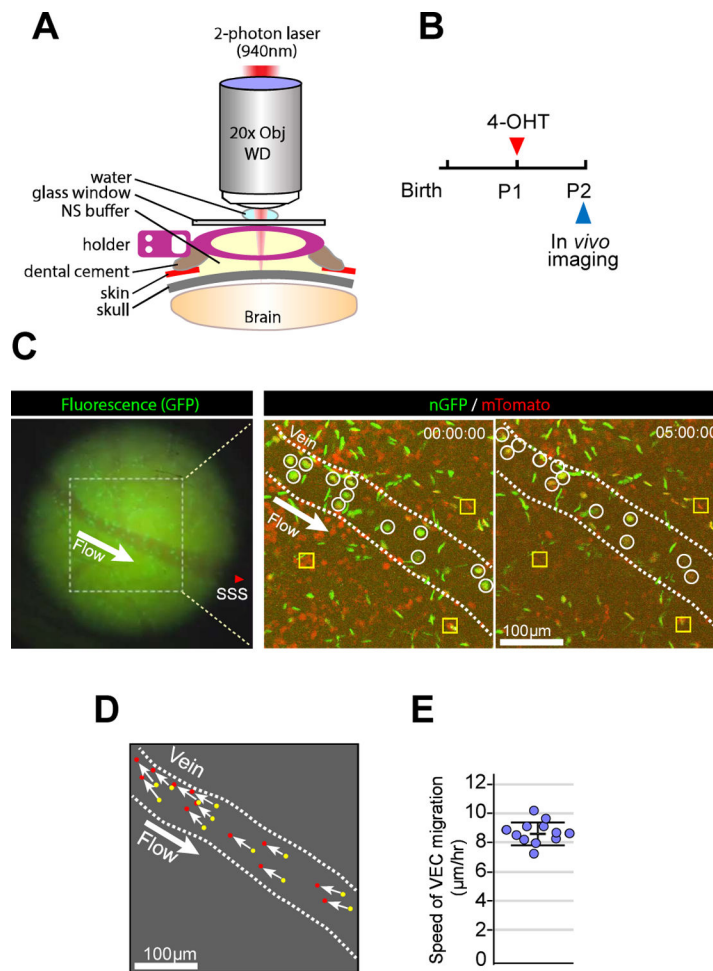 A
2-photon laser
(940nm)
20x Obj
WD
water
glass window
NS buffer
holder
dental cement
skin
skull
Brain
B
4-OHT
Birth
P1
P2
In vivo
imaging
C
Fluorescence (GFP)
nGFP / mTomato
Flow
SSS
Vein
00:00:00
Flow
05:00:00
100µm
D
Vein
Flow
100µm
E
Speed of VEC migration
(µm/hr)
12
10
8
6
4
2
0